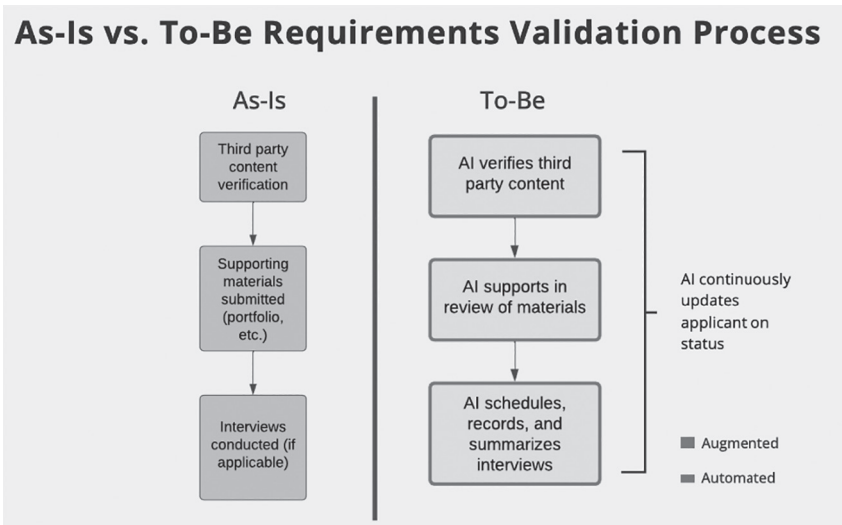 As-Is vs. To-Be Requirements Validation Process
As-Is
Third party
content
verification
Supporting
materials
submitted
(portfolio,
etc.)
Interviews
conducted (if
applicable)
To-Be
AI verifies third
party content
AI supports in
review of materials
AI schedules,
records, and
summarizes
interviews
AI continuously
updates
applicant on
status
Augmented
Automated